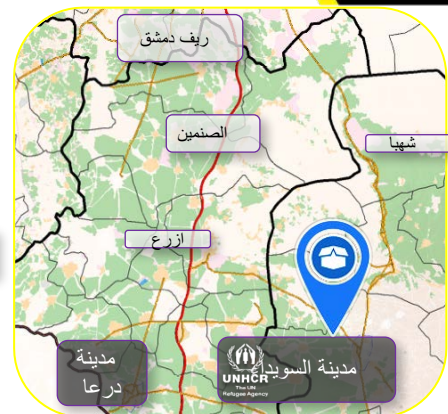 ريف دمشق
الصنمين
شهبا
ازرع
مدينة السويداء
مدينة
درعا
UNHCR
The UN
Refugee Agency